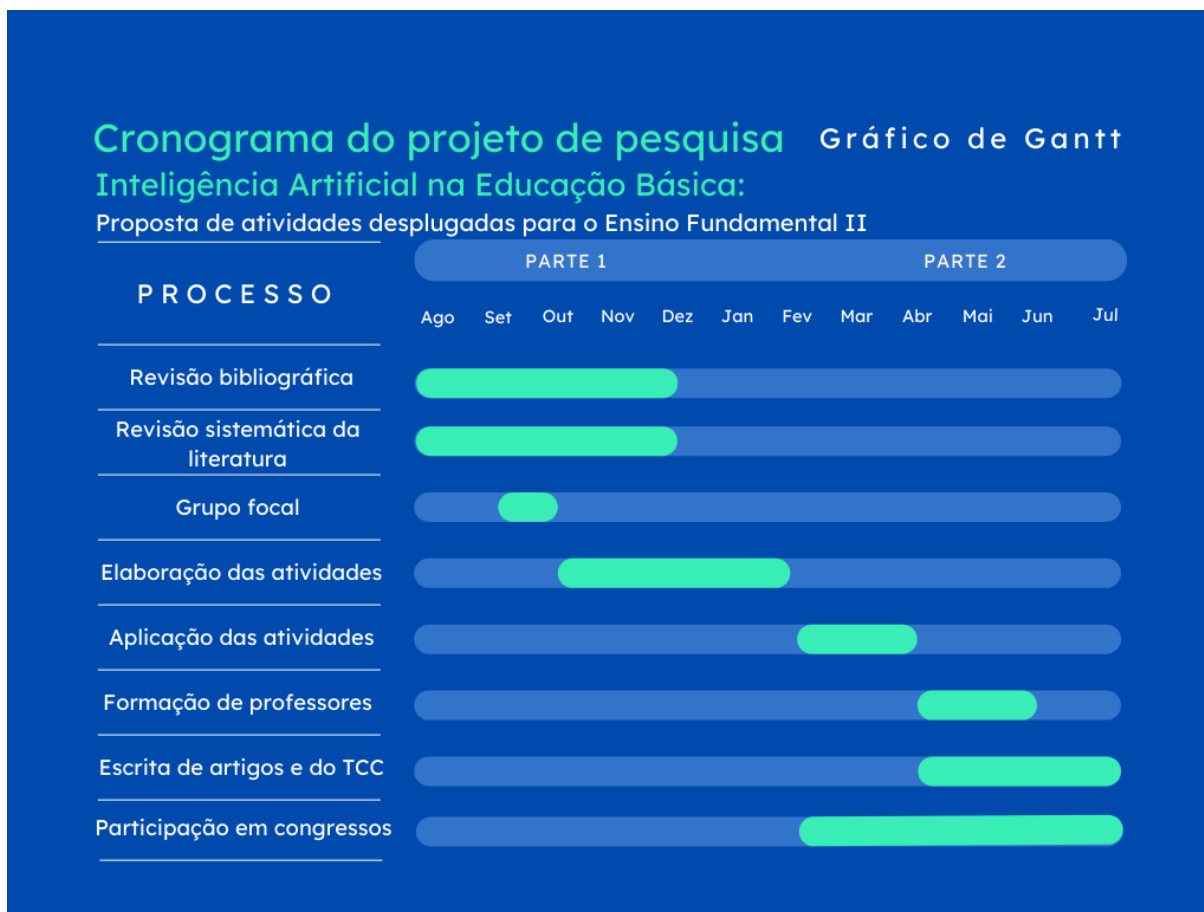 Cronograma do projeto de pesquisa
Gráfico de Gantt
Inteligência Artificial na Educação Básica:
Proposta de atividades desplugadas para o Ensino Fundamental II
PARTE 1 PARTE 2
PROCESSO
Ago Set Out Nov Dez Jan Fev Mar Abr Mai Jun Jul
Revisão bibliográfica
Revisão sistemática da
literatura
Grupo focal
Elaboração das atividades
Aplicação das atividades
Formação de professores
Escrita de artigos e do TCC
Participação em congressos